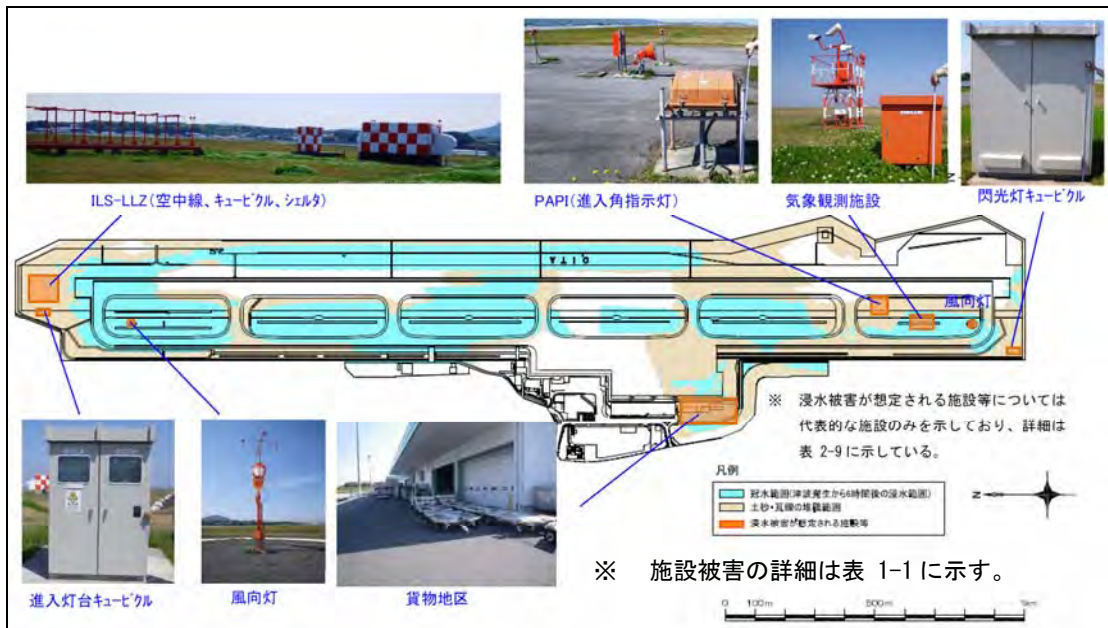 ILS-LLZ(空中線、キュービクル、シェルタ)
PAPI(進入角指示灯)
気象観測施設
閃光灯キュービクル
OITA
風向灯
※ 浸水被害が想定される施設等については
代表的な施設のみを示しており、詳細は
表 2-9に示している。
凡例
冠水範囲(津波発生から6時間後の浸水範囲)
土砂・瓦礫の堆積範囲
浸水被害が想定される施設等
N
進入灯台キュービクル
風向灯
貨物地区
※ 施設被害の詳細は表 1-1 に示す。
0 100m 500m 1km